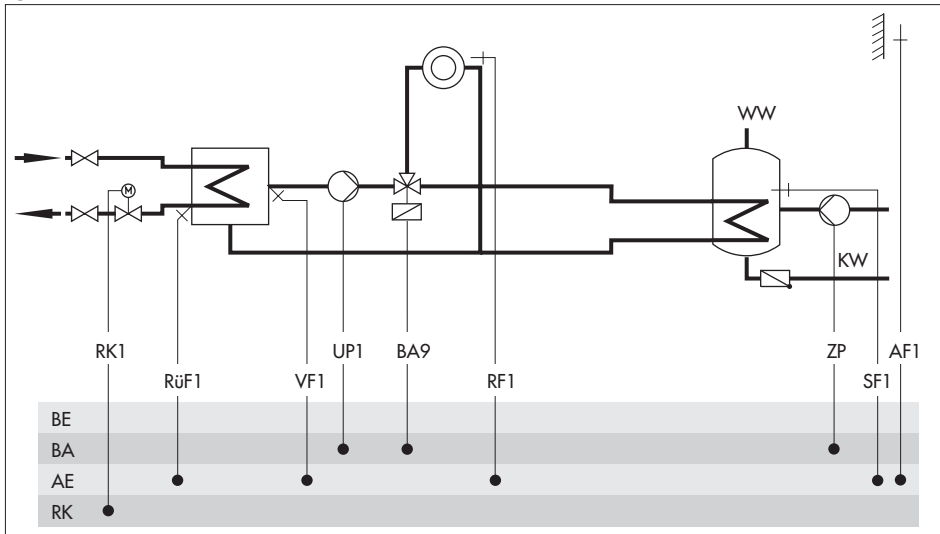 WW
M
KW
RK1 UP1 BA9 ZP AF1
RüF1 VF1 RF1 SF1
BE
BA
AE
RK